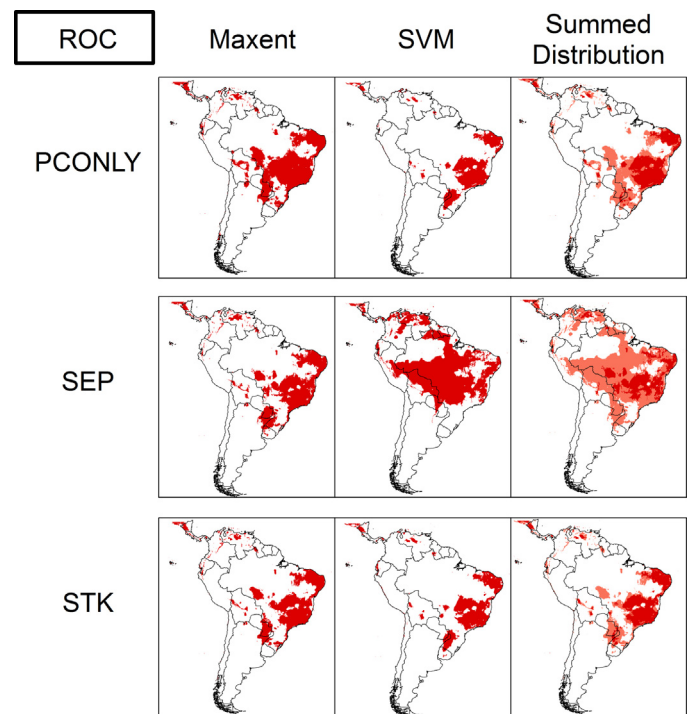 ROC
Maxent
SVM
Summed
Distribution
PCONLY
SEP
STK